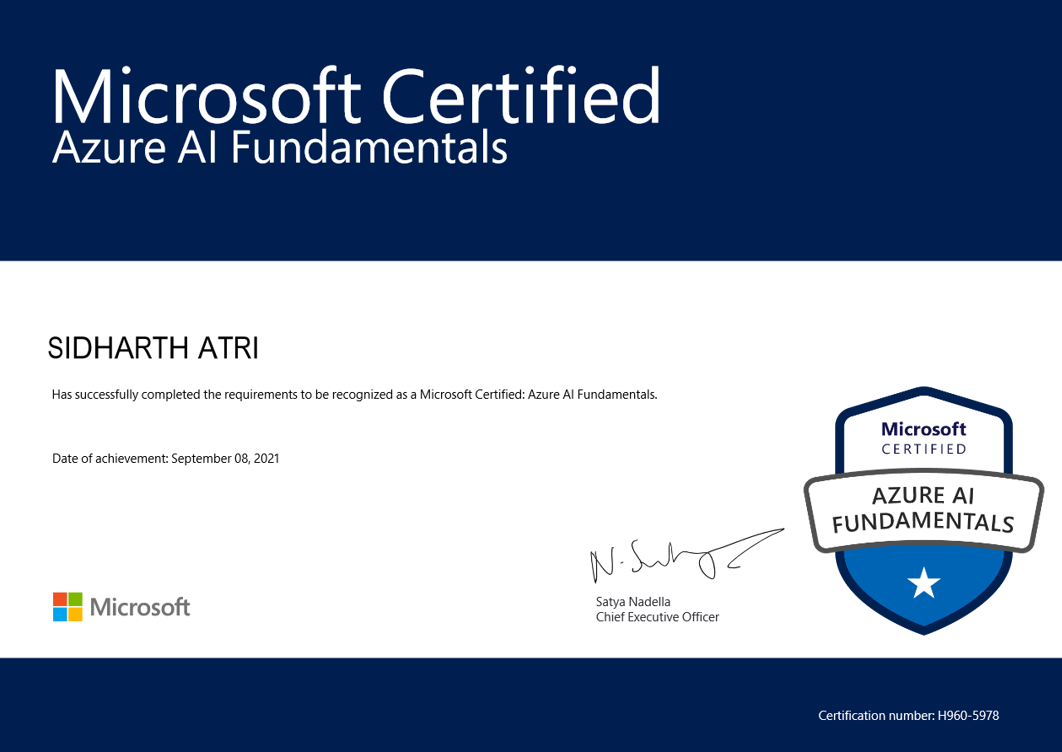 Microsoft Certified
Azure AI Fundamentals
SIDHARTH ATRI
Has successfully completed the requirements to be recognized as a Microsoft Certified: Azure AI Fundamentals.
Date of achievement: September 08, 2021
Microsoft
CERTIFIED
AZURE AI
FUNDAMENTALS
Satya Nadella
Chief Executive Officer
Microsoft
Certification number: H960-5978